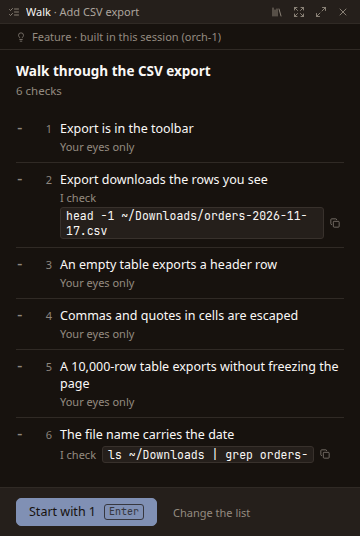 Walk · Add CSV export
Feature · built in this session (orch-1)
Walk through the CSV export
6 checks
- 1 Export is in the toolbar
Your eyes only
- 2 Export downloads the rows you see
I check
head -1 ~/Downloads/orders-2026-11-
17.csv
- 3 An empty table exports a header row
Your eyes only
- 4 Commas and quotes in cells are escaped
Your eyes only
- 5 A 10,000-row table exports without freezing the
page
Your eyes only
- 6 The file name carries the date
I check ls ~/Downloads | grep orders-
Start with 1 Enter Change the list